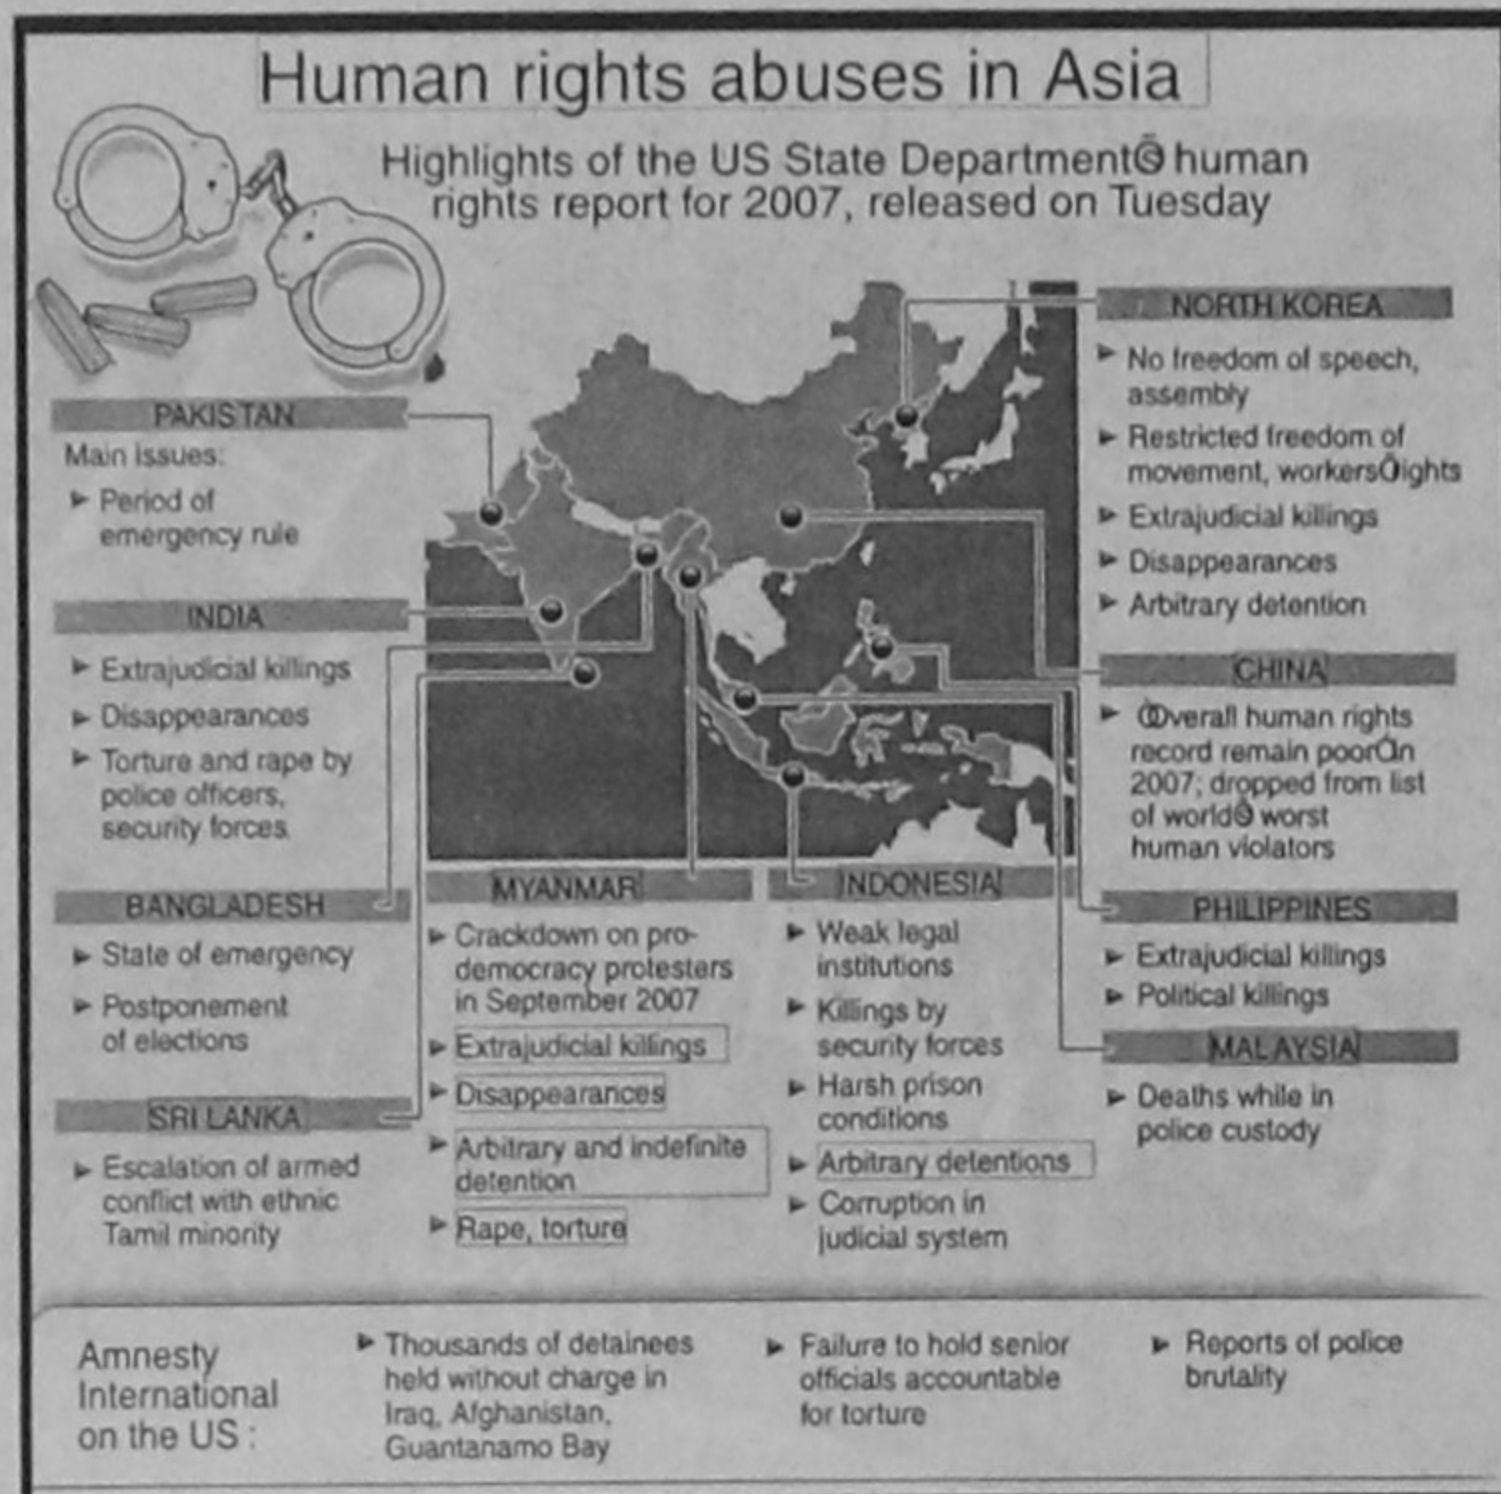 Human rights abuses in Asia
Highlights of the US State DepartmentÕs human
rights report for 2007, released on Tuesday
PAKISTAN
Main issues:
Period of
emergency rule
INDIA
Extrajudicial killings
Disappearances
Torture and rape by
police officers,
security forces
BANGLADESH
State of emergency
Postponement
of elections
SRI LANKA
Escalation of armed
conflict with ethnic
Tamil minority
MYANMAR
Crackdown on pro-
democracy protesters
in September 2007
Extrajudicial killings
Disappearances
Arbitrary and indefinite
detention
Rape, torture
INDONESIA
Weak legal
institutions
Killings by
security forces
Harsh prison
conditions
Arbitrary detentions
Corruption in
judicial system
NORTH KOREA
No freedom of speech,
assembly
Restricted freedom of
movement, workersÕights
Extrajudicial killings
Disappearances
Arbitrary detention
CHINA
ÒOverall human rights
record remain poorÓin
2007; dropped from list
of worldÕs worst
human violators
PHILIPPINES
Extrajudicial killings
Political killings
MALAYSIA
Deaths while in
police custody
Amnesty
International
on the US :
Thousands of detainees
held without charge in
Iraq, Afghanistan,
Guantanamo Bay
Failure to hold senior
officials accountable
for torture
Reports of police
brutality